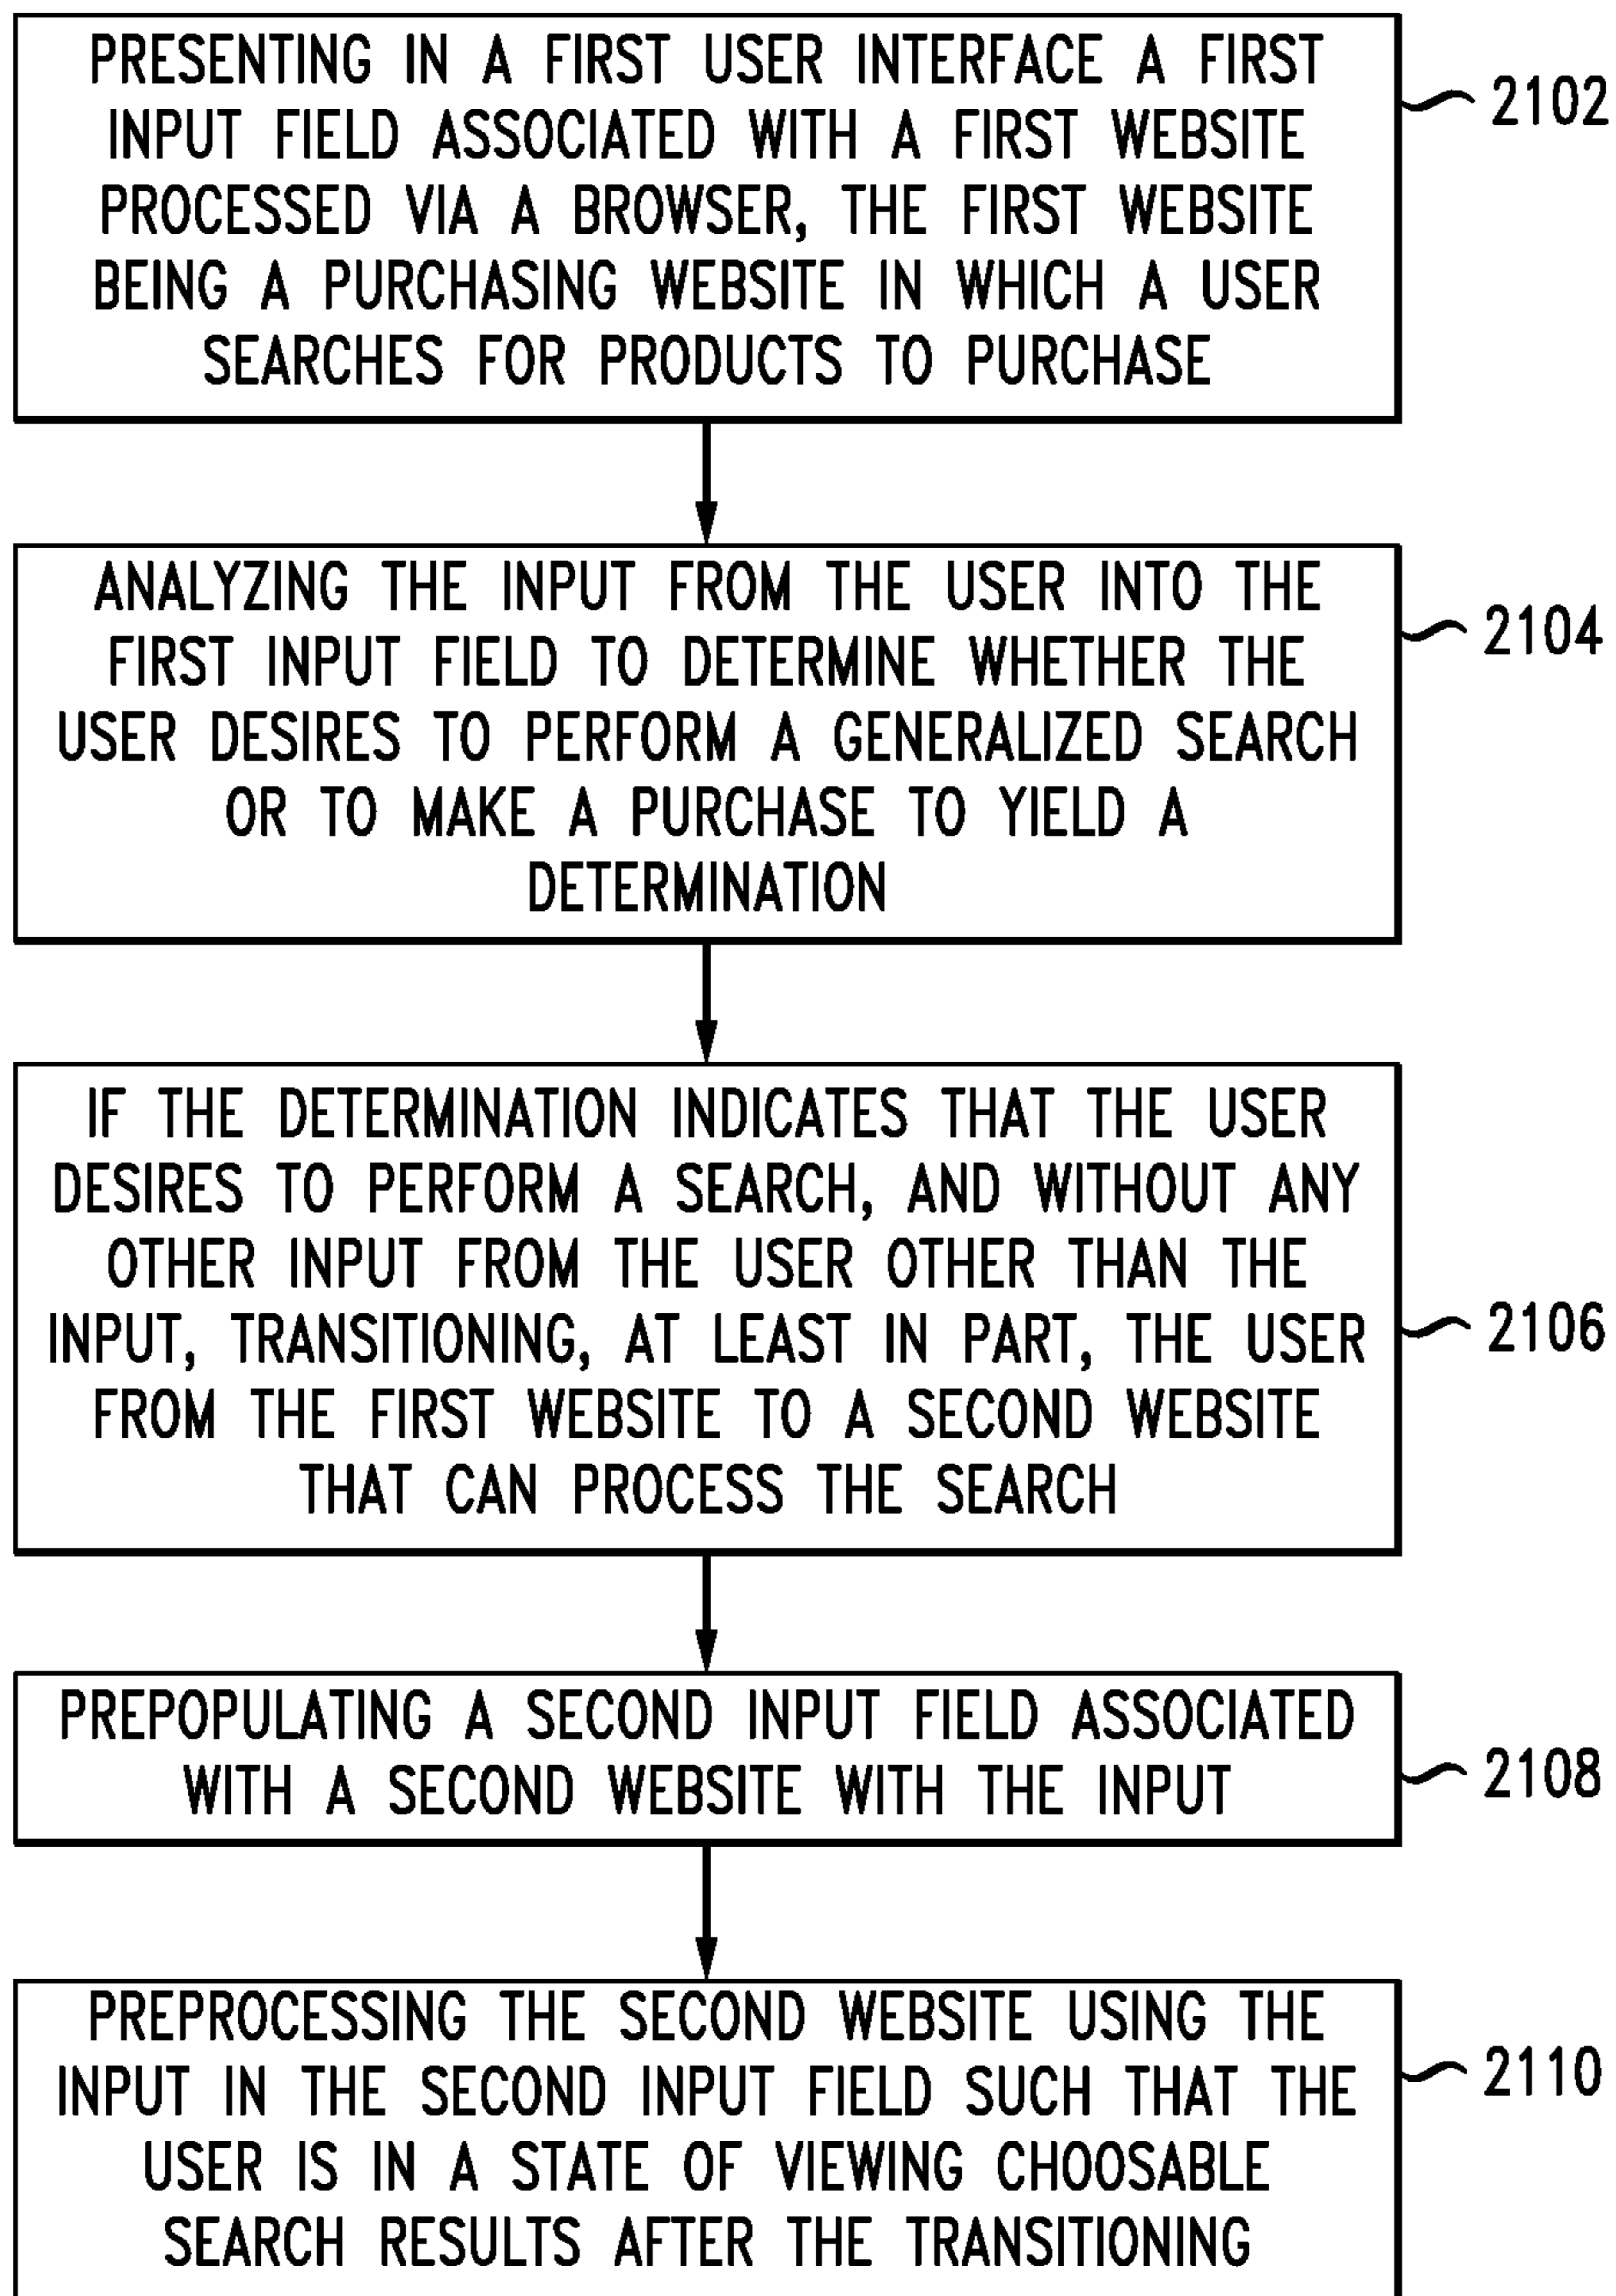 PRESENTING IN A FIRST USER INTERFACE A FIRST
INPUT FIELD ASSOCIATED WITH A FIRST WEBSITE
PROCESSED VIA A BROWSER, THE FIRST WEBSITE
BEING A PURCHASING WEBSITE IN WHICH A USER
SEARCHES FOR PRODUCTS TO PURCHASE
2102
ANALYZING THE INPUT FROM THE USER INTO THE
FIRST INPUT FIELD TO DETERMINE WHETHER THE
USER DESIRES TO PERFORM A GENERALIZED SEARCH
OR TO MAKE A PURCHASE TO YIELD A
DETERMINATION
2104
IF THE DETERMINATION INDICATES THAT THE USER
DESIRES TO PERFORM A SEARCH, AND WITHOUT ANY
OTHER INPUT FROM THE USER OTHER THAN THE
INPUT, TRANSITIONING, AT LEAST IN PART, THE USER
FROM THE FIRST WEBSITE TO A SECOND WEBSITE
THAT CAN PROCESS THE SEARCH
2106
PREPOPULATING A SECOND INPUT FIELD ASSOCIATED
WITH A SECOND WEBSITE WITH THE INPUT
2108
PREPROCESSING THE SECOND WEBSITE USING THE
INPUT IN THE SECOND INPUT FIELD SUCH THAT THE
USER IS IN A STATE OF VIEWING CHOOSABLE
SEARCH RESULTS AFTER THE TRANSITIONING
2110